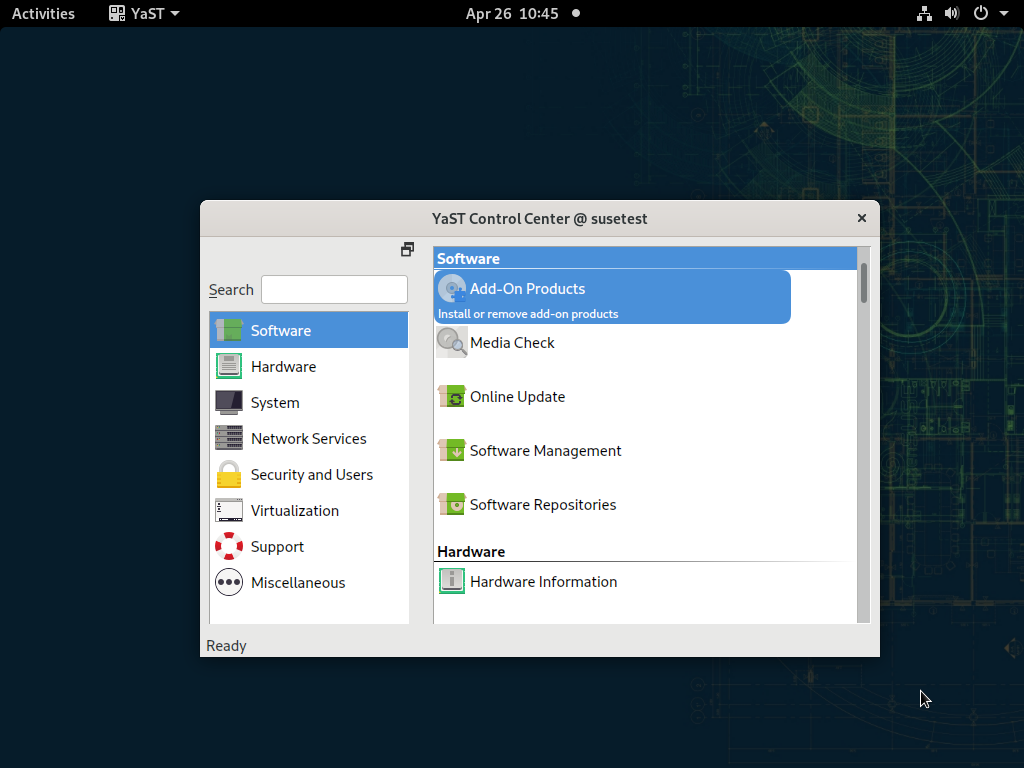 Activities YaST Apr 26 10:45
YaST Control Center @ susetest
Search
Software
Hardware
System
Network Services
Security and Users
Virtualization
Support
Miscellaneous
Software
Add-On Products
Install or remove add-on products
Media Check
Online Update
Software Management
Software Repositories
Hardware
Hardware Information
Ready